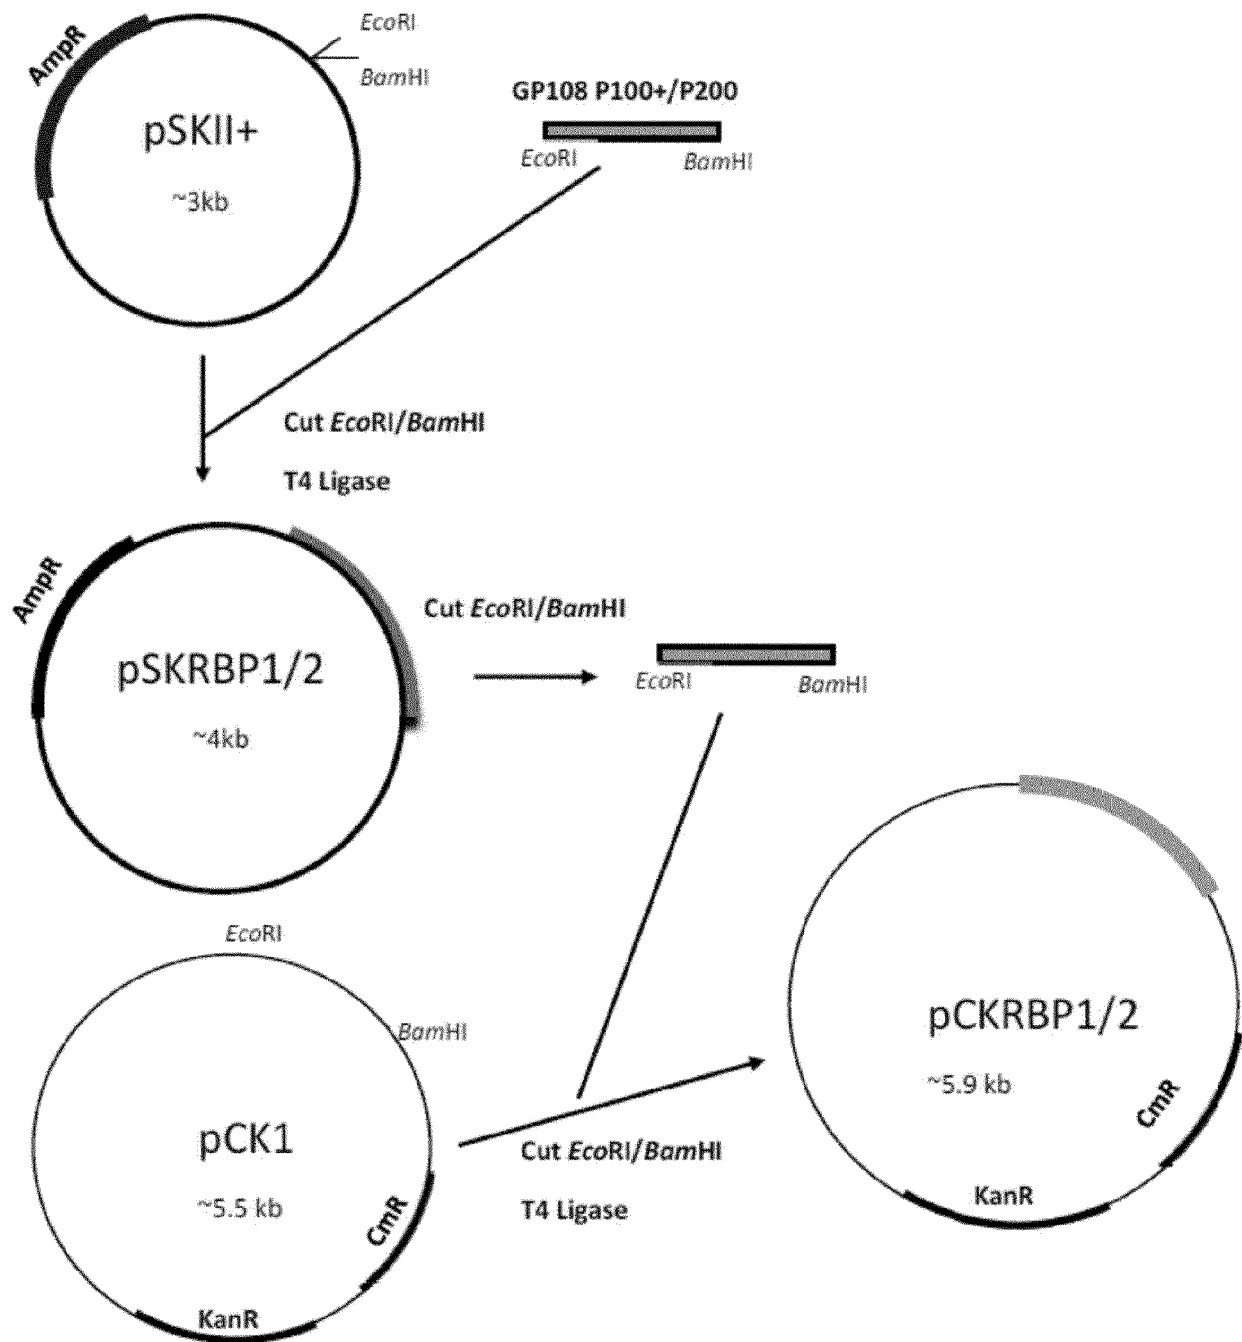 EcoRI
AmpR
BamHI
GP108 P100+/P200
pSKII+
EcoRI
BamHI
~3kb
Cut EcoRI/BamHI
T4 Ligase
AmpR
Cut EcoRI/BamHI
pSKRBP1/2
EcoRI
BamHI
~4kb
EcoRI
BamHI
pCKRBP1/2
~5.9 kb
CmR
pCK1
Cut EcoRI/BamHI
~5.5 kb
T4 Ligase
CmR
KanR
KanR